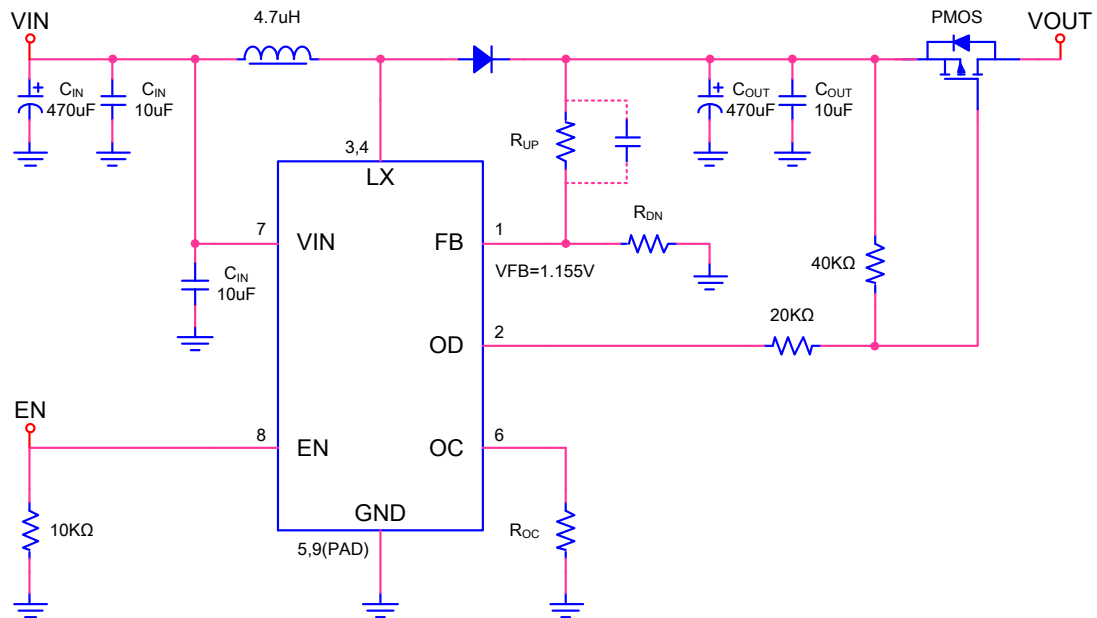 VIN
4.7uH
PMOS
VOUT
+
CIN
470uF
CIN
10uF
+
COUT
470uF
COUT
10uF
RUP
3,4
LX
7
VIN
FB
1
RDN
VFB=1.155V
CIN
10uF
40KΩ
20KΩ
OD
2
EN
8
EN
OC
6
GND
10KΩ
5,9(PAD)
ROC